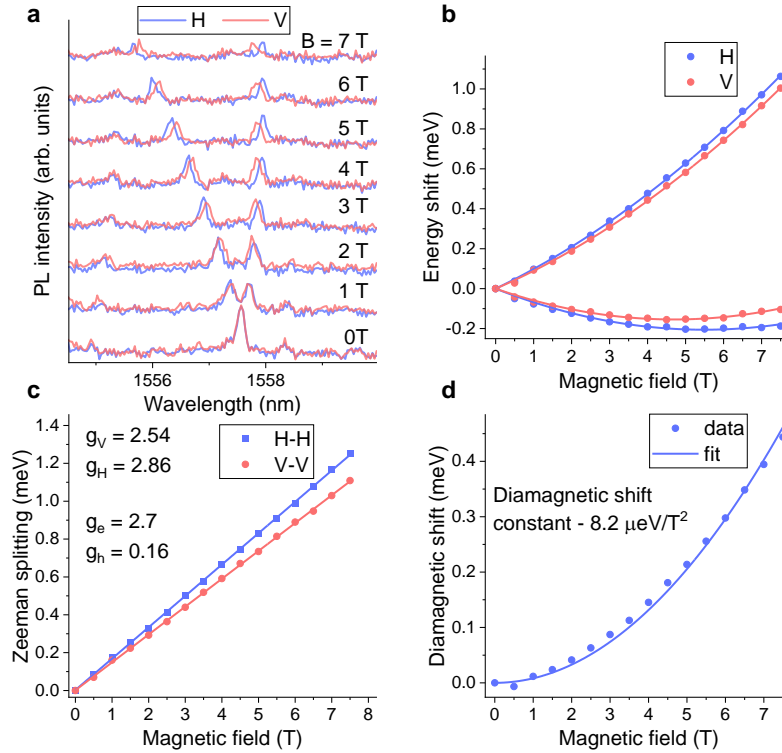 a
H V
B = 7 T
6 T
5 T
4 T
3 T
2 T
1 T
0T
PL intensity (arb. units)
1556 1558
Wavelength (nm)
b
H
V
1.0
0.8
0.6
0.4
0.2
0.0
-0.2
Energy shift (meV)
0 1 2 3 4 5 6 7
Magnetic field (T)
c
g_V = 2.54
g_H = 2.86
g_e = 2.7
g_h = 0.16
H-H
V-V
1.4
1.2
1.0
0.8
0.6
0.4
0.2
0.0
Zeeman splitting (meV)
0 1 2 3 4 5 6 7 8
Magnetic field (T)
d
data
fit
Diamagnetic shift
constant - 8.2 μeV/T²
0.4
0.3
0.2
0.1
0.0
Diamagnetic shift (meV)
0 1 2 3 4 5 6 7
Magnetic field (T)